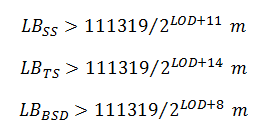 LB_SS > 111319/2^{LOD+11} m
LB_TS > 111319/2^{LOD+14} m
LB_BSD > 111319/2^{LOD+8} m